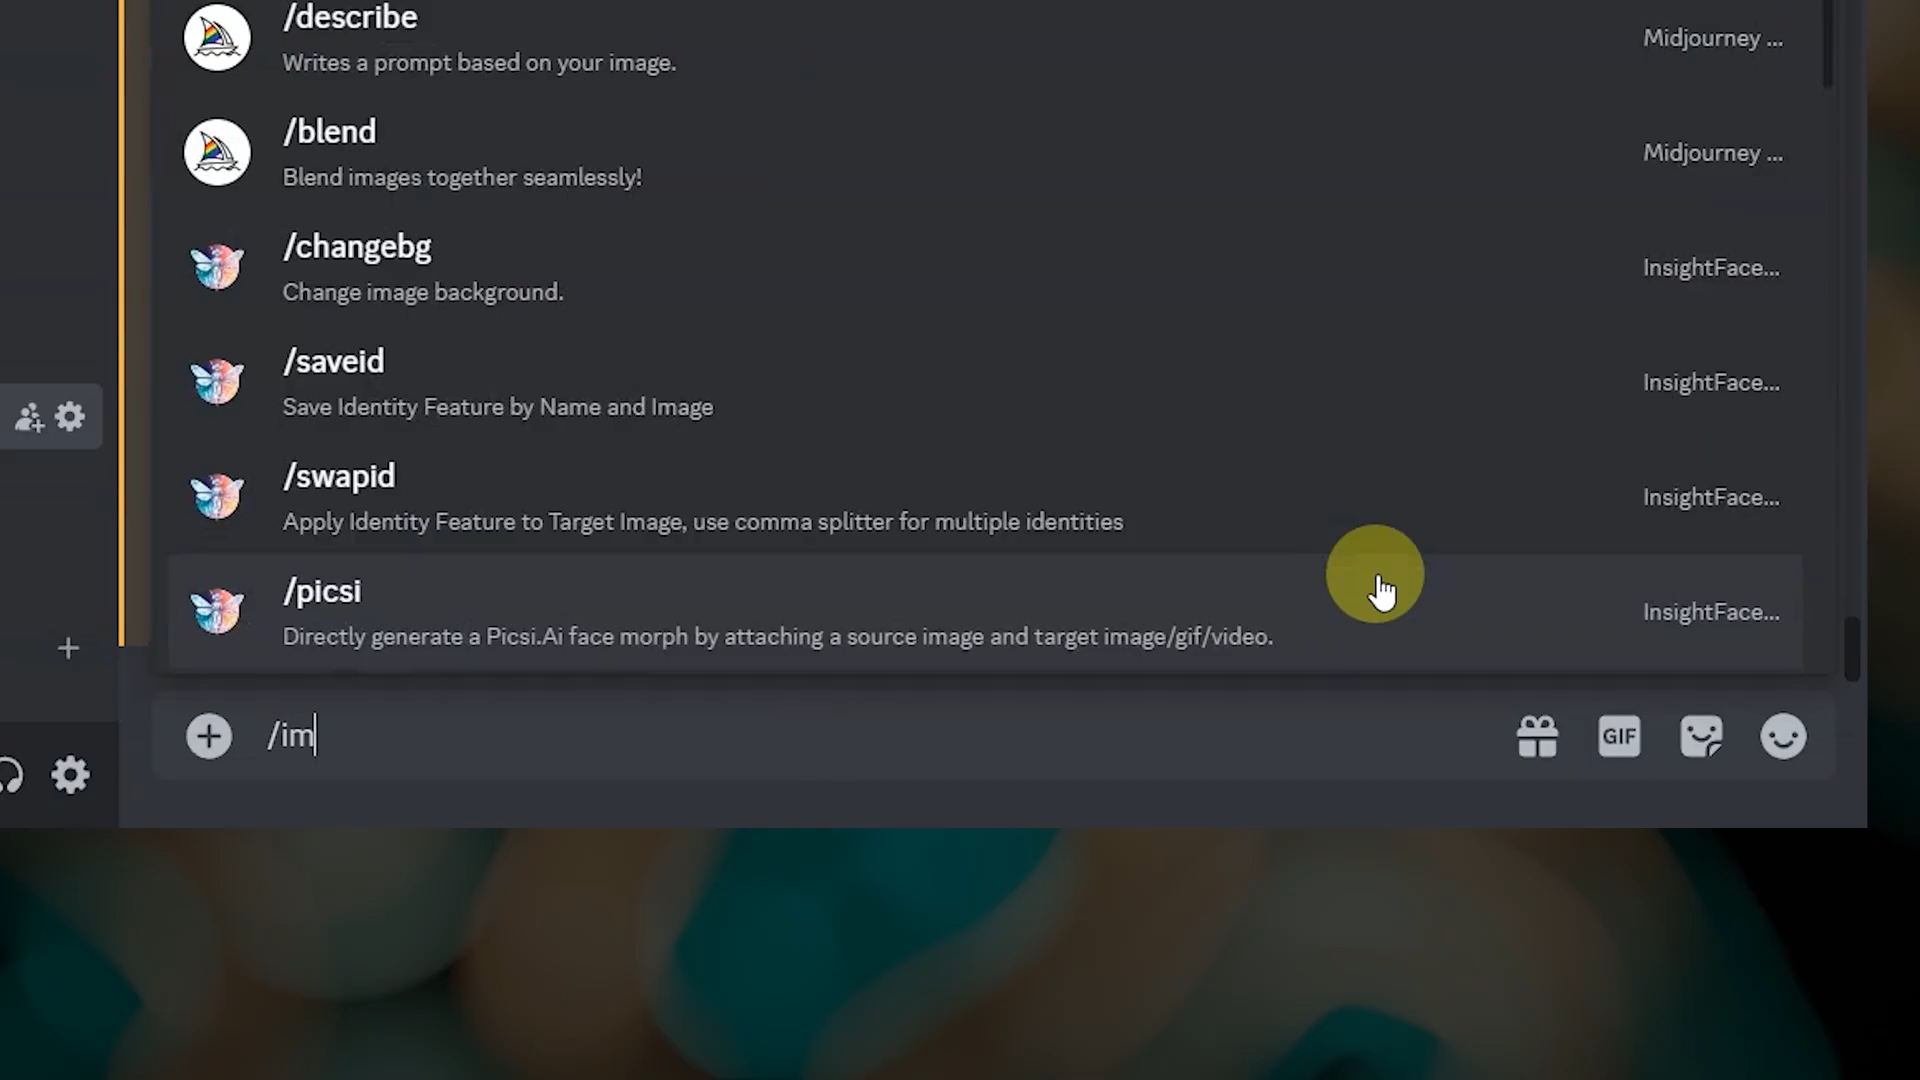 /describe
Midjourney ...
Writes a prompt based on your image.
/blend
Midjourney ...
Blend images together seamlessly!
/changebg
InsightFace...
Change image background.
/saveid
InsightFace...
Save Identity Feature by Name and Image
/swapid
InsightFace...
Apply Identity Feature to Target Image, use comma splitter for multiple identities
/picsi
InsightFace...
Directly generate a Picsi.Ai face morph by attaching a source image and target image/gif/video.
/im
GIF